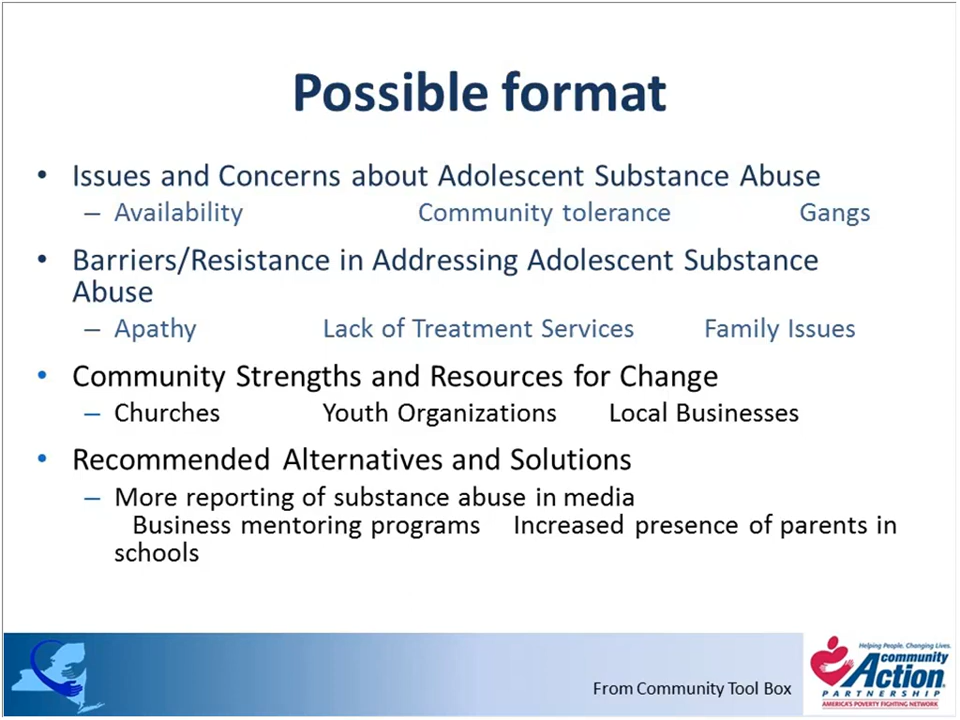 Possible format
• Issues and Concerns about Adolescent Substance Abuse
– Availability Community tolerance Gangs
• Barriers/Resistance in Addressing Adolescent Substance
Abuse
– Apathy Lack of Treatment Services Family Issues
• Community Strengths and Resources for Change
– Churches Youth Organizations Local Businesses
• Recommended Alternatives and Solutions
– More reporting of substance abuse in media
Business mentoring programs Increased presence of parents in
schools
From Community Tool Box
Helping People. Changing Lives.
community
Action
PARTNERSHIP
AMERICA'S POVERTY FIGHTING NETWORK